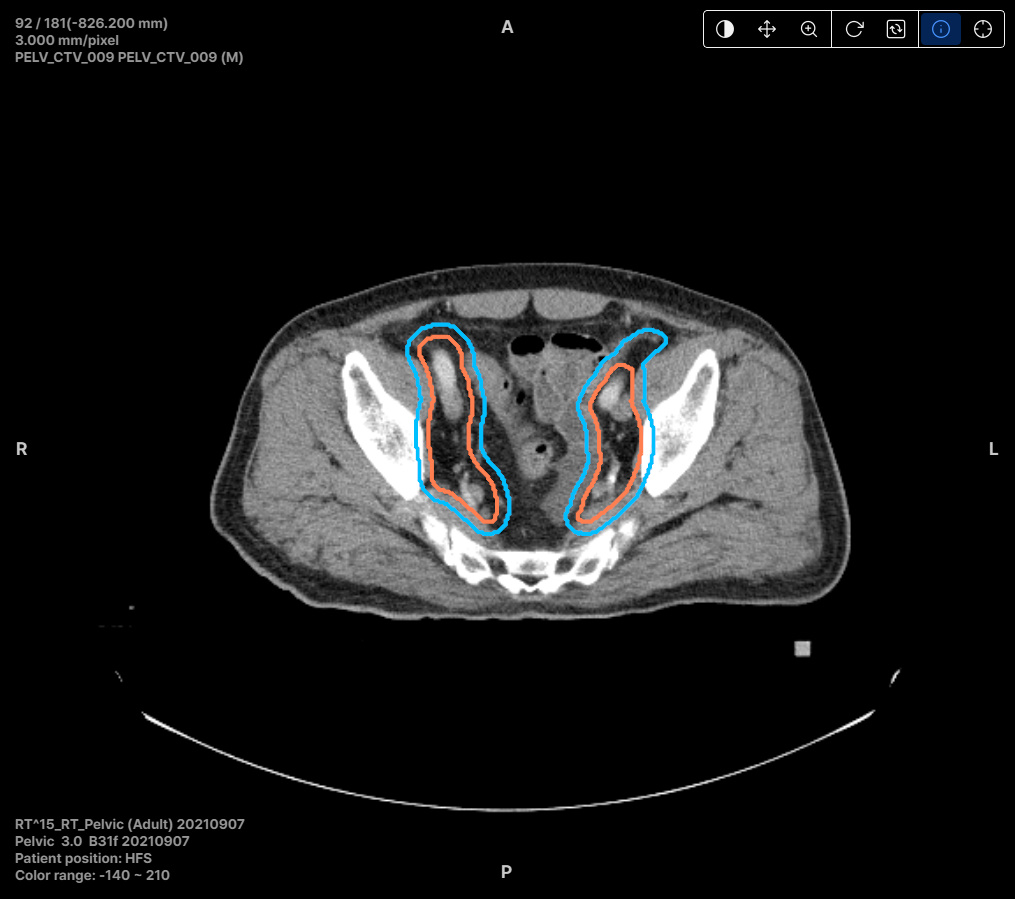 92 / 181(-826.200 mm)
3.000 mm/pixel
PELV_CTV_009 PELV_CTV_009 (M)
A
R
L
RT^15_RT_Pelvic (Adult) 20210907
Pelvic  3.0  B31f 20210907
Patient position: HFS
Color range: -140 ~ 210
P